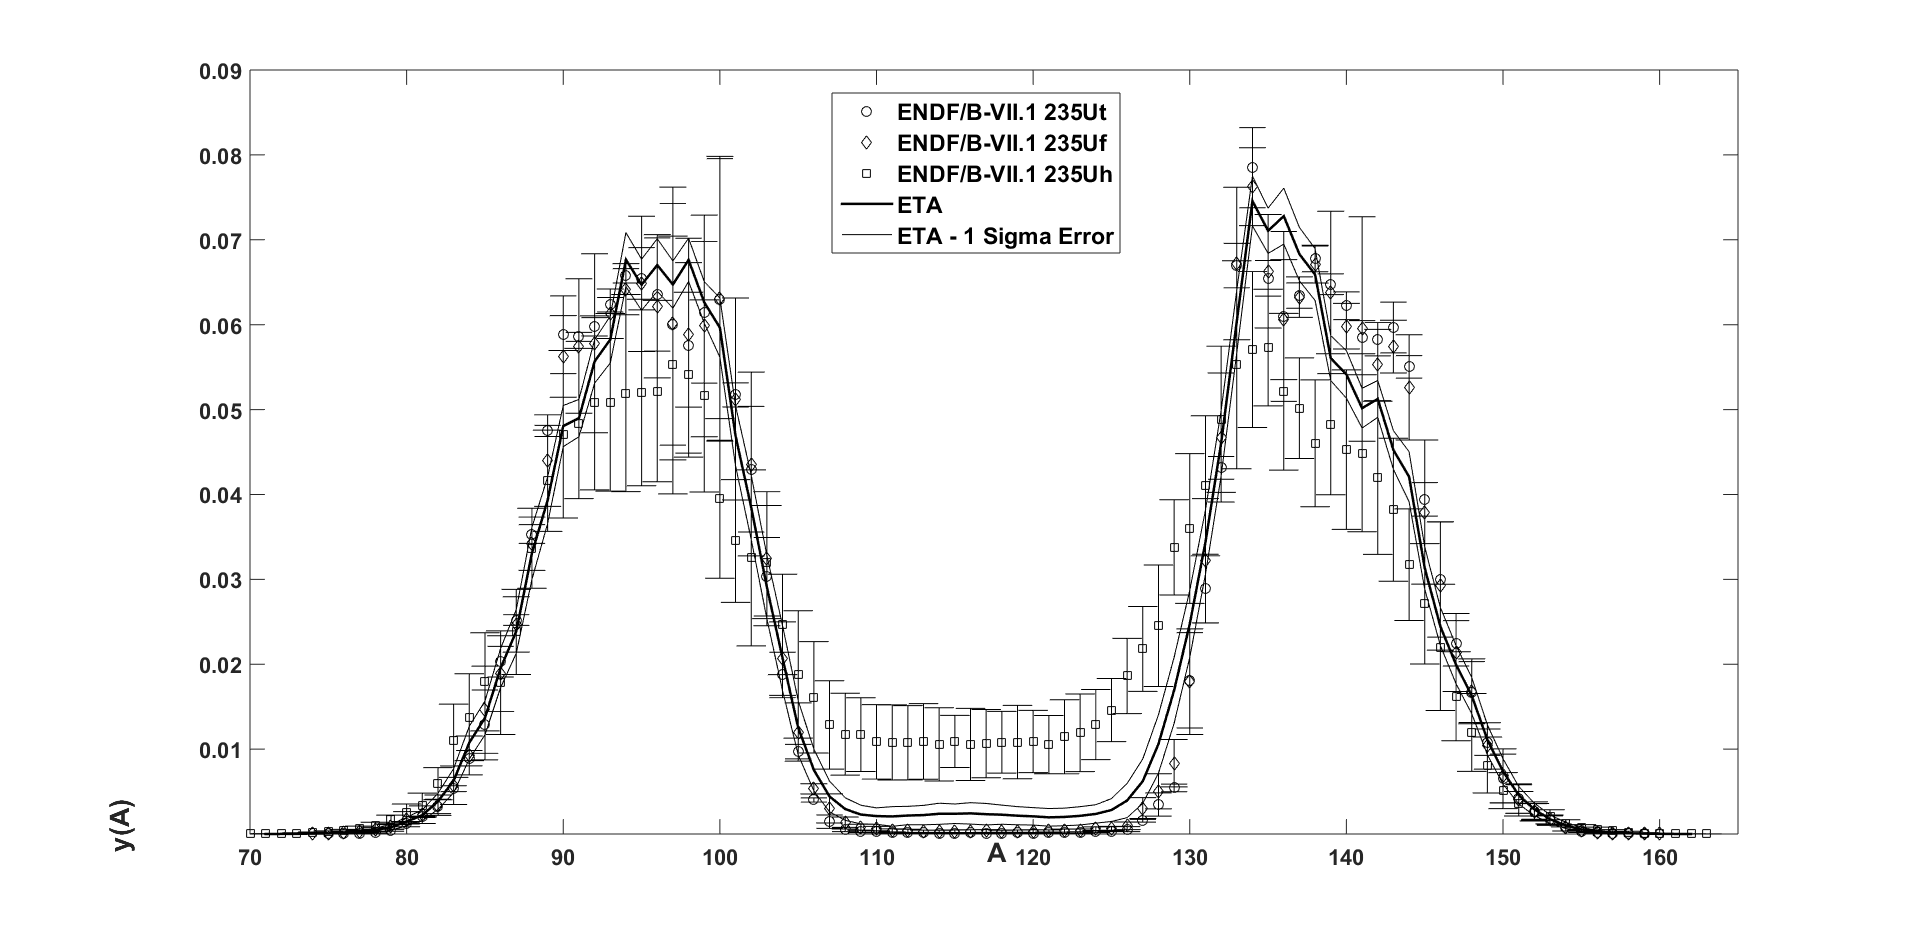 0.09
0.08
0.07
0.06
0.05
0.04
0.03
0.02
0.01
y(A)
ENDF/B-VII.1 235Ut
ENDF/B-VII.1 235Uf
ENDF/B-VII.1 235Uh
ETA
ETA - 1 Sigma Error
70 80 90 100 110 120 130 140 150 160
A